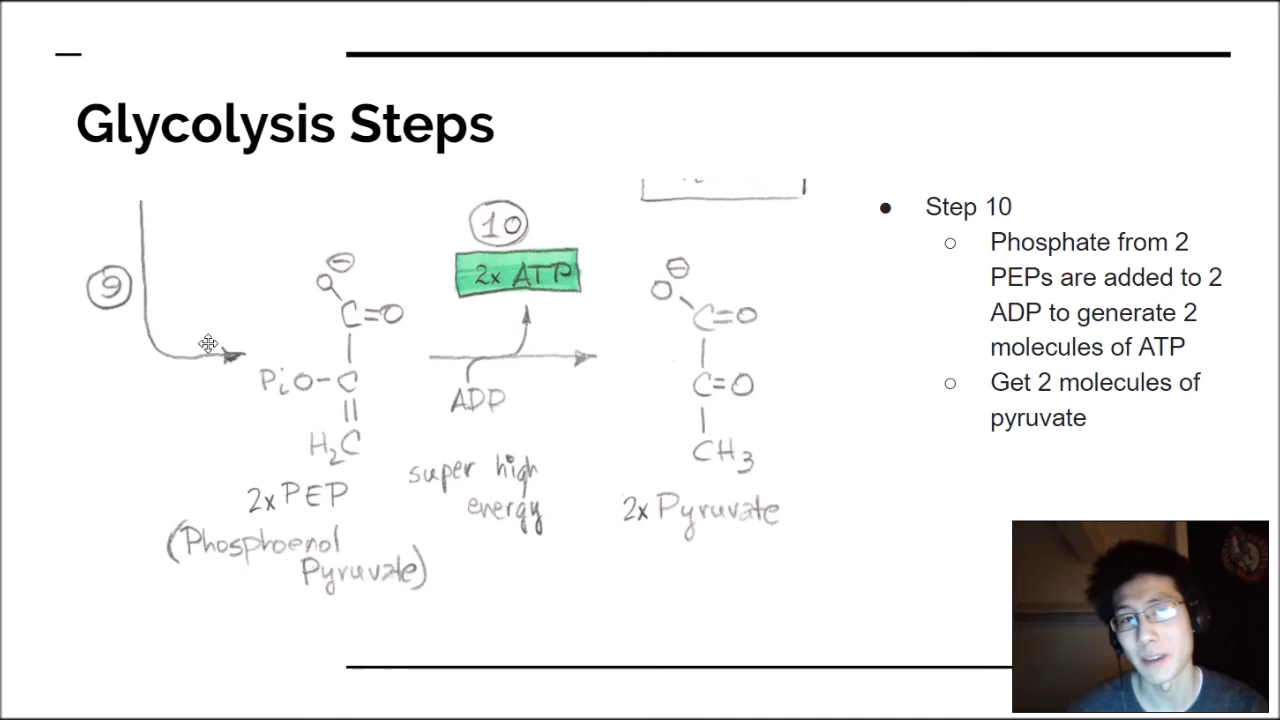 Glycolysis Steps
9
10
2x ATP
ADP
super high
energy
O ⊖
C=O
PiO-C
H₂C
2x PEP
(Phosphoenol
Pyruvate)
O ⊖
C=O
C=O
CH₃
2x Pyruvate
● Step 10
○ Phosphate from 2
PEPs are added to 2
ADP to generate 2
molecules of ATP
○ Get 2 molecules of
pyruvate